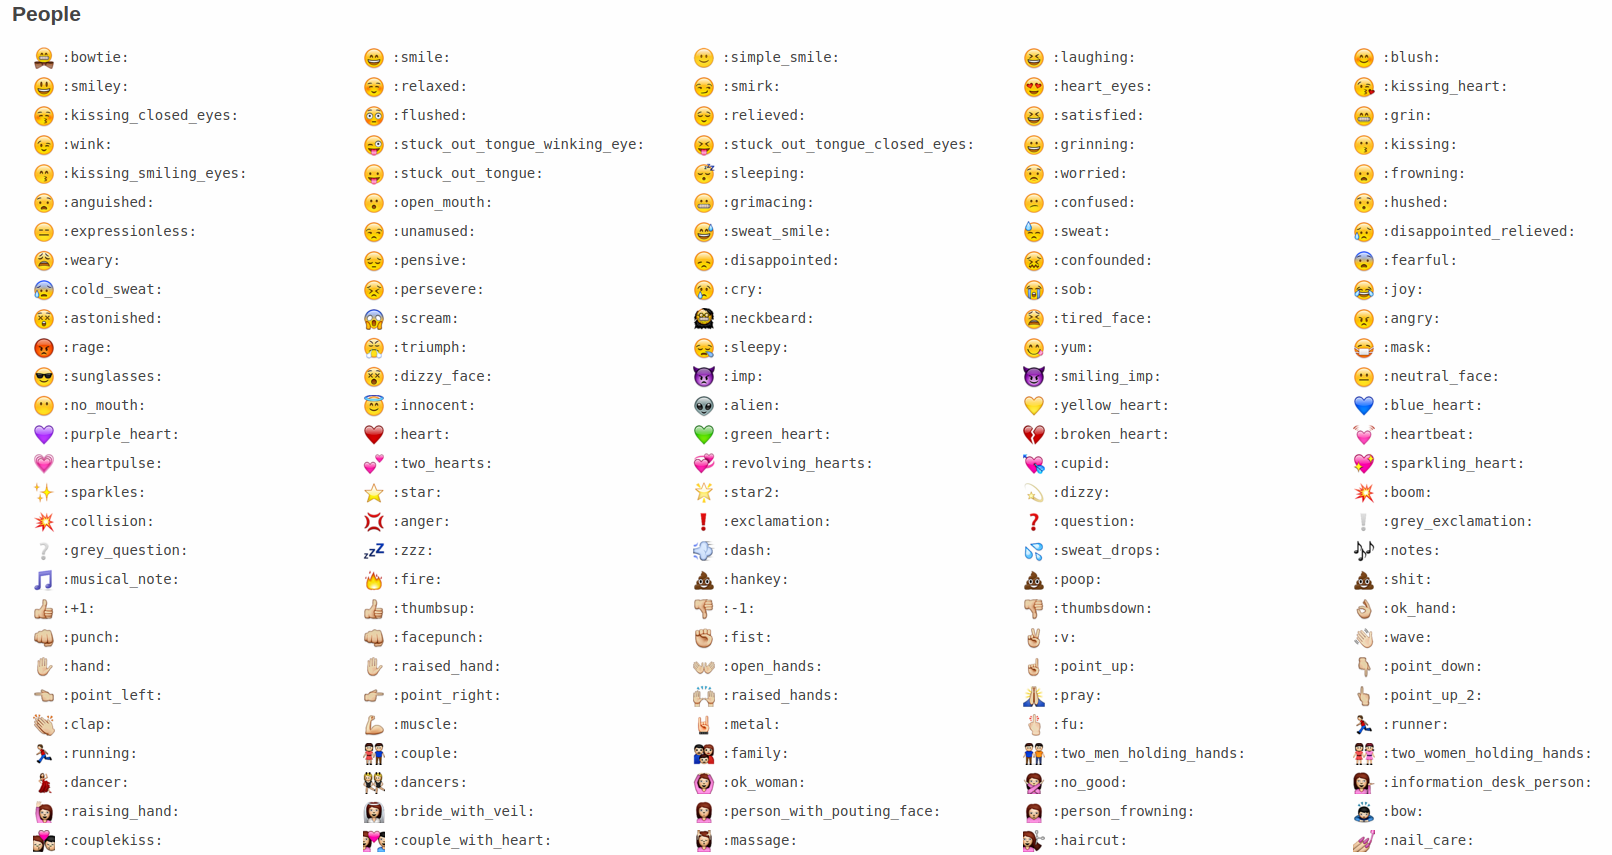 People
:bowtie: :smile: :simple_smile: :laughing: :blush:
:smiley: :relaxed: :smirk: :heart_eyes: :kissing_heart:
:kissing_closed_eyes: :flushed: :relieved: :satisfied: :grin:
:wink: :stuck_out_tongue_winking_eye: :stuck_out_tongue_closed_eyes: :grinning: :kissing:
:kissing_smiling_eyes: :stuck_out_tongue: :sleeping: :worried: :frowning:
:anguished: :open_mouth: :grimacing: :confused: :hushed:
:expressionless: :unamused: :sweat_smile: :sweat: :disappointed_relieved:
:weary: :pensive: :disappointed: :confounded: :fearful:
:cold_sweat: :persevere: :cry: :sob: :joy:
:astonished: :scream: :neckbeard: :tired_face: :angry:
:rage: :triumph: :sleepy: :yum: :mask:
:sunglasses: :dizzy_face: :imp: :smiling_imp: :neutral_face:
:no_mouth: :innocent: :alien: :yellow_heart: :blue_heart:
:purple_heart: :heart: :green_heart: :broken_heart: :heartbeat:
:heartpulse: :two_hearts: :revolving_hearts: :cupid: :sparkling_heart:
:sparkles: :star: :star2: :dizzy: :boom:
:collision: :anger: :exclamation: :question: :grey_exclamation:
:grey_question: :zzz: :dash: :sweat_drops: :notes:
:musical_note: :fire: :hankey: :poop: :shit:
:+1: :thumbsup: :-1: :thumbsdown: :ok_hand:
:punch: :facepunch: :fist: :v: :wave:
:hand: :raised_hand: :open_hands: :point_up: :point_down:
:point_left: :point_right: :raised_hands: :pray: :point_up_2:
:clap: :muscle: :metal: :fu: :runner:
:running: :couple: :family: :two_men_holding_hands: :two_women_holding_hands:
:dancer: :dancers: :ok_woman: :no_good: :information_desk_person:
:raising_hand: :bride_with_veil: :person_with_pouting_face: :person_frowning: :bow:
:couplekiss: :couple_with_heart: :massage: :haircut: :nail_care: